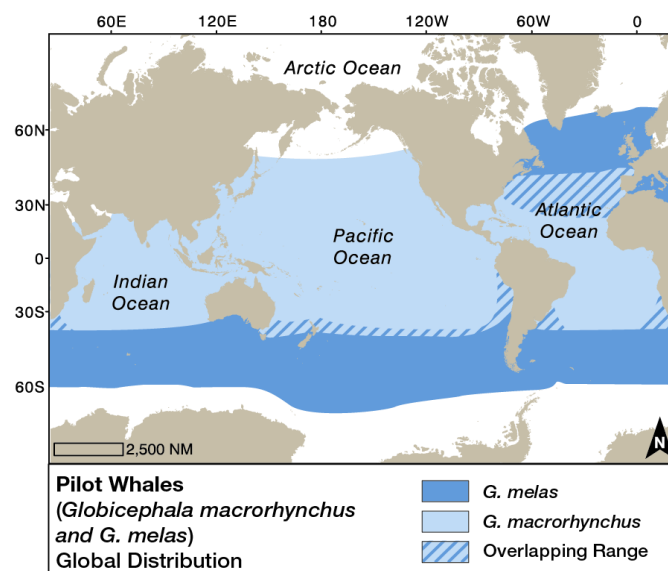 60E 120E 180 120W 60W 0
Arctic Ocean
60N
30N
Atlantic
Ocean
Pacific
Ocean
0
Indian
Ocean
30S
60S
2,500 NM
N
Pilot Whales
(Globicephala macrorhynchus
and G. melas)
Global Distribution
G. melas
G. macrorhynchus
Overlapping Range